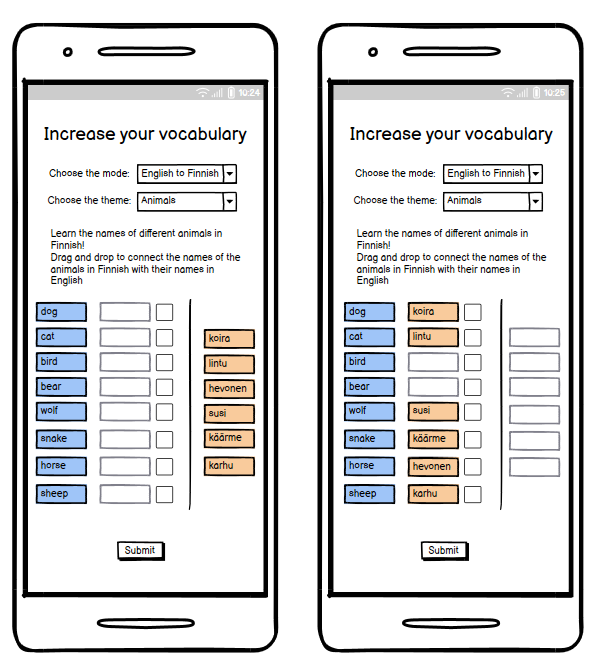 10:24
Increase your vocabulary
Choose the mode: English to Finnish
Choose the theme: Animals
Learn the names of different animals in
Finnish!
Drag and drop to connect the names of the
animals in Finnish with their names in
English
dog
cat
bird
bear
wolf
snake
horse
sheep
koira
lintu
hevonen
susi
käärme
karhu
Submit
10:25
Increase your vocabulary
Choose the mode: English to Finnish
Choose the theme: Animals
Learn the names of different animals in
Finnish!
Drag and drop to connect the names of the
animals in Finnish with their names in
English
dog koira
cat lintu
bird
bear
wolf susi
snake käärme
horse hevonen
sheep karhu
Submit